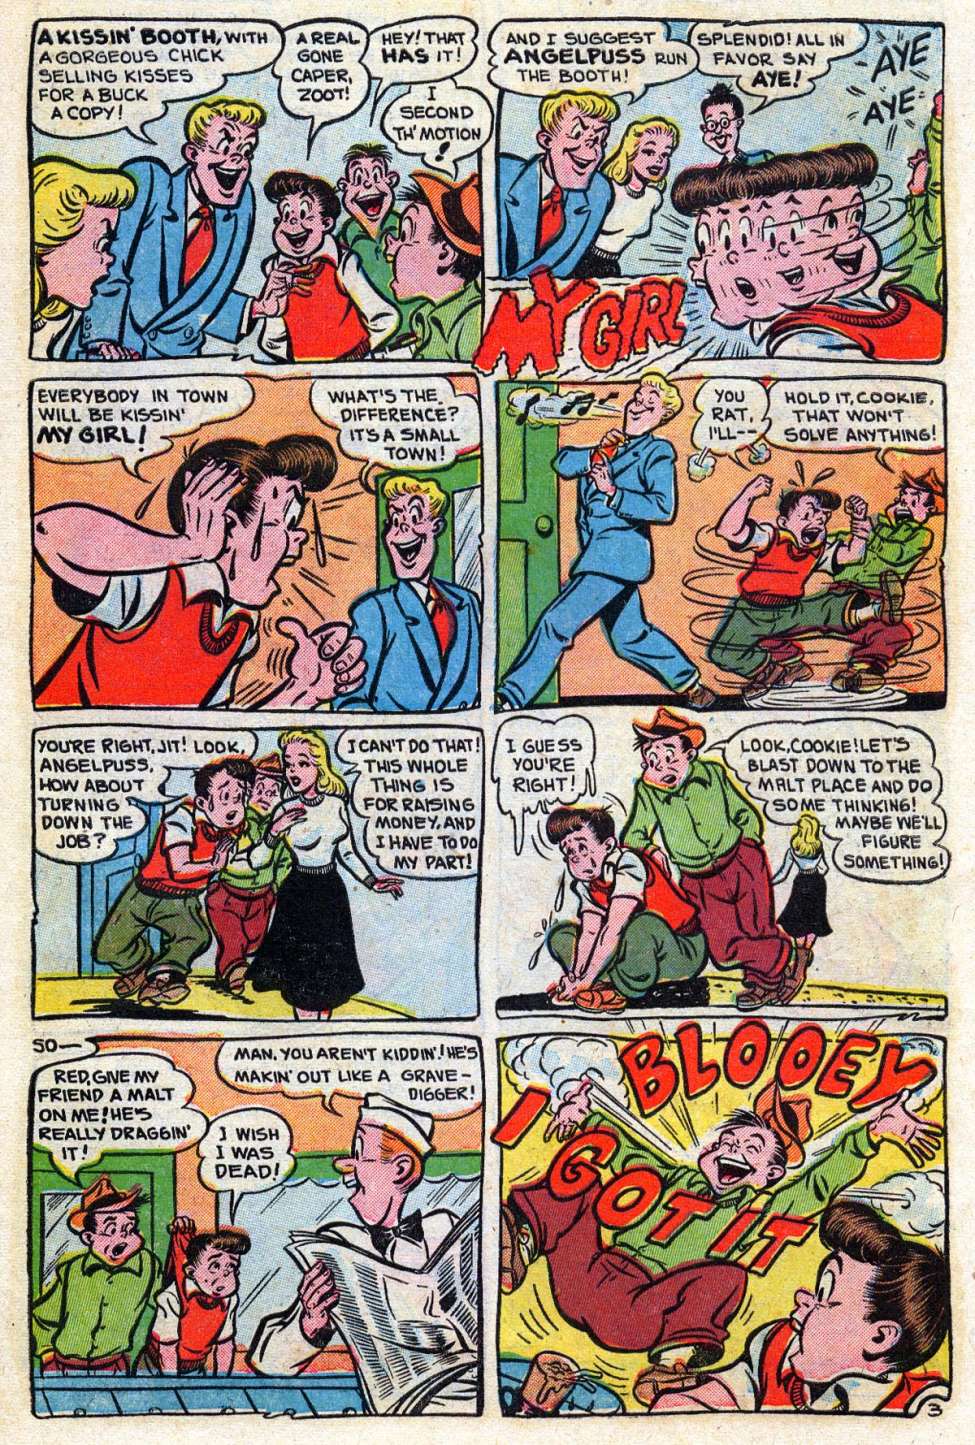 A KISSIN' BOOTH, WITH
A GORGEOUS CHICK
SELLING KISSES
FOR A BUCK
A COPY!
A REAL
GONE
CAPER,
ZOOT!
HEY! THAT
HAS IT!
I
SECOND
TH' MOTION
!
AND I SUGGEST
ANGELPUSS RUN
THE BOOTH!
SPLENDID! ALL IN
FAVOR SAY
AYE!
AYE
AYE
MY GIRL
EVERYBODY IN TOWN
WILL BE KISSIN'
MY GIRL!
WHAT'S THE
DIFFERENCE?
IT'S A SMALL
TOWN!
YOU
RAT,
I'LL--
HOLD IT, COOKIE,
THAT WON'T
SOLVE ANYTHING!
YOU'RE RIGHT, JIT! LOOK,
ANGELPUSS,
HOW ABOUT
TURNING
DOWN THE
JOB?
I CAN'T DO THAT!
THIS WHOLE
THING IS
FOR RAISING
MONEY, AND
I HAVE TO DO
MY PART!
I GUESS
YOU'RE
RIGHT!
LOOK, COOKIE! LET'S
BLAST DOWN TO THE
MALT PLACE AND DO
SOME THINKING!
MAYBE WE'LL
FIGURE
SOMETHING!
SO—
RED, GIVE MY
FRIEND A MALT
ON ME! HE'S
REALLY DRAGGIN'
IT!
I WISH
I WAS
DEAD!
MAN, YOU AREN'T KIDDIN'! HE'S
MAKIN' OUT LIKE A GRAVE-
DIGGER!
BLOOEY
I GOT IT
3